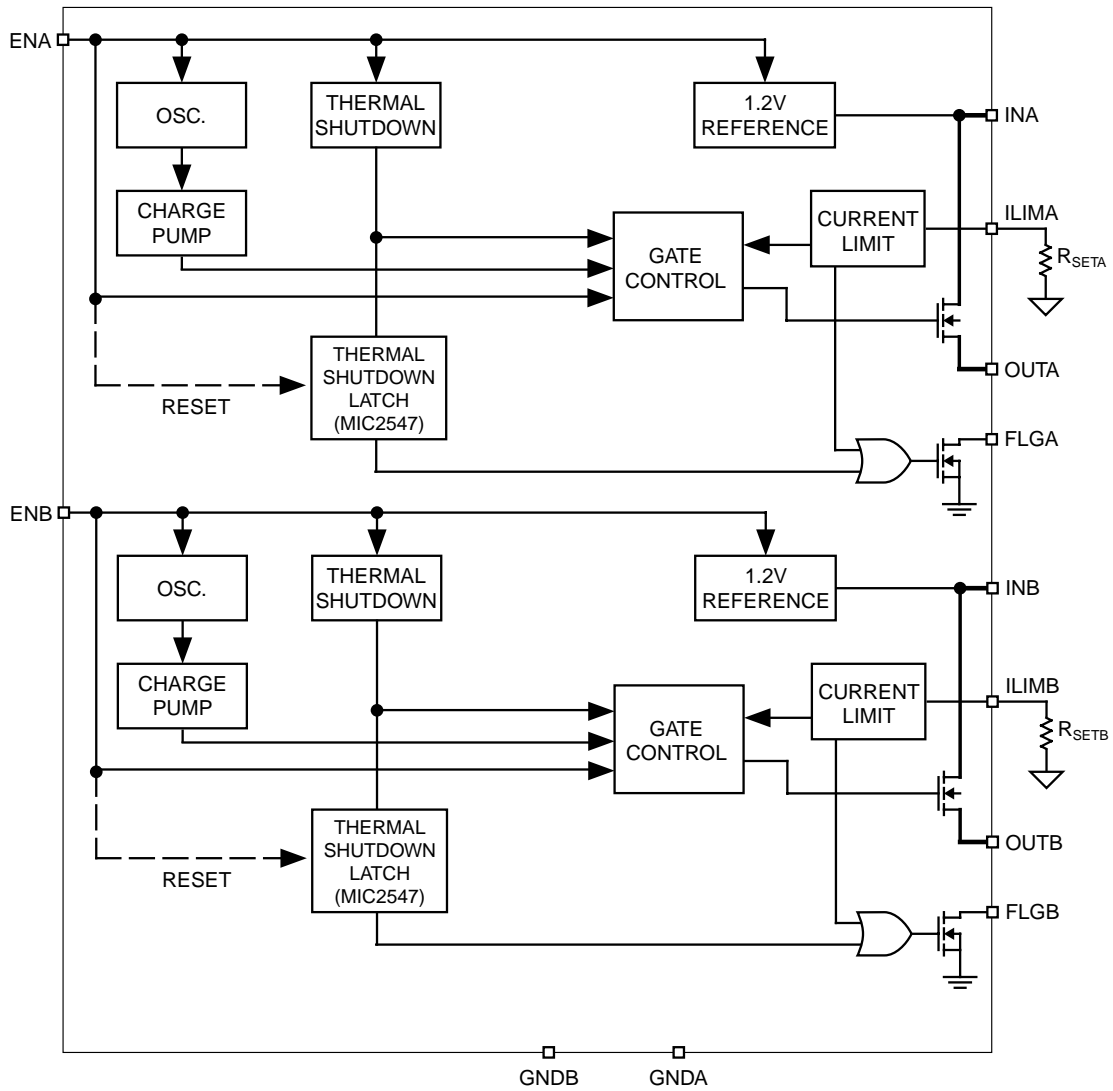 ENA
OSC.
THERMAL
SHUTDOWN
1.2V
REFERENCE
INA
CHARGE
PUMP
GATE
CONTROL
CURRENT
LIMIT
ILIMA
RSETA
THERMAL
SHUTDOWN
LATCH
(MIC2547)
RESET
OUTA
FLGA
ENB
OSC.
THERMAL
SHUTDOWN
1.2V
REFERENCE
INB
CHARGE
PUMP
GATE
CONTROL
CURRENT
LIMIT
ILIMB
RSETB
THERMAL
SHUTDOWN
LATCH
(MIC2547)
RESET
OUTB
FLGB
GNDB
GNDA